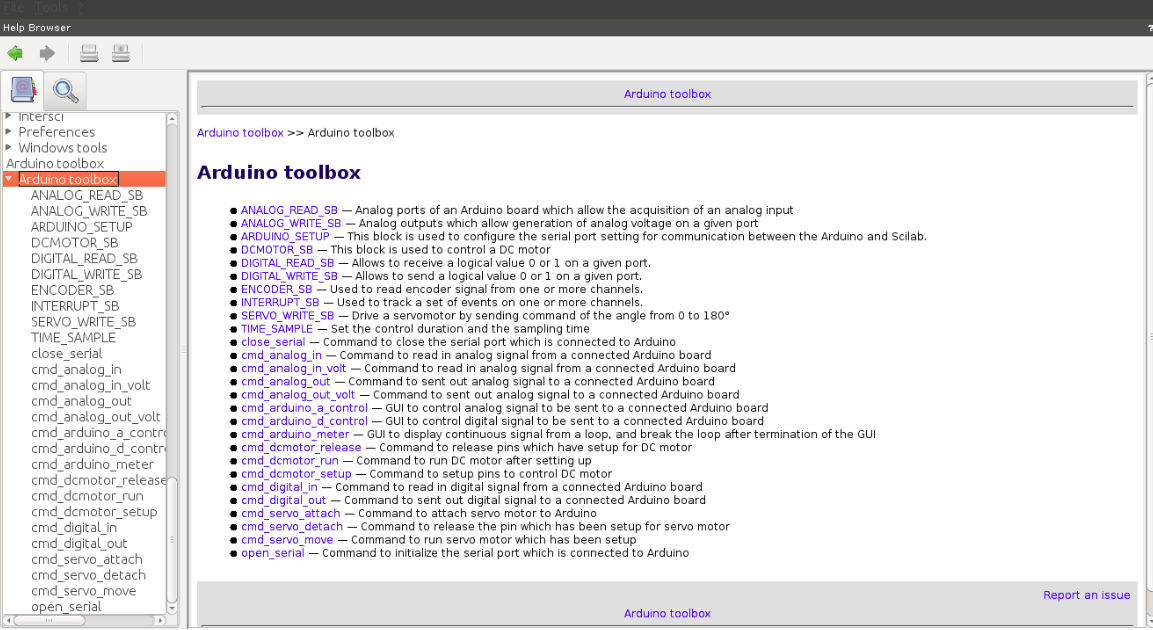 File Tools ?
Help Browser
?
Intersci
Preferences
Windows tools
Arduino toolbox
Arduino toolbox
ANALOG_READ_SB
ANALOG_WRITE_SB
ARDUINO_SETUP
DCMOTOR_SB
DIGITAL_READ_SB
DIGITAL_WRITE_SB
ENCODER_SB
INTERRUPT_SB
SERVO_WRITE_SB
TIME_SAMPLE
close_serial
cmd_analog_in
cmd_analog_in_volt
cmd_analog_out
cmd_analog_out_volt
cmd_arduino_a_contro
cmd_arduino_d_contro
cmd_arduino_meter
cmd_dcmotor_release
cmd_dcmotor_run
cmd_dcmotor_setup
cmd_digital_in
cmd_digital_out
cmd_servo_attach
cmd_servo_detach
cmd_servo_move
open_serial
Arduino toolbox
Arduino toolbox >> Arduino toolbox
Arduino toolbox
ANALOG_READ_SB — Analog ports of an Arduino board which allow the acquisition of an analog input
ANALOG_WRITE_SB — Analog outputs which allow generation of analog voltage on a given port
ARDUINO_SETUP — This block is used to configure the serial port setting for communication between the Arduino and Scilab.
DCMOTOR_SB — This block is used to control a DC motor
DIGITAL_READ_SB — Allows to receive a logical value 0 or 1 on a given port.
DIGITAL_WRITE_SB — Allows to send a logical value 0 or 1 on a given port.
ENCODER_SB — Used to read encoder signal from one or more channels.
INTERRUPT_SB — Used to track a set of events on one or more channels.
SERVO_WRITE_SB — Drive a servomotor by sending command of the angle from 0 to 180°
TIME_SAMPLE — Set the control duration and the sampling time
close_serial — Command to close the serial port which is connected to Arduino
cmd_analog_in — Command to read in analog signal from a connected Arduino board
cmd_analog_in_volt — Command to read in analog signal from a connected Arduino board
cmd_analog_out — Command to sent out analog signal to a connected Arduino board
cmd_analog_out_volt — Command to sent out analog signal to a connected Arduino board
cmd_arduino_a_control — GUI to control analog signal to be sent to a connected Arduino board
cmd_arduino_d_control — GUI to control digital signal to be sent to a connected Arduino board
cmd_arduino_meter — GUI to display continuous signal from a loop, and break the loop after termination of the GUI
cmd_dcmotor_release — Command to release pins which have setup for DC motor
cmd_dcmotor_run — Command to run DC motor after setting up
cmd_dcmotor_setup — Command to setup pins to control DC motor
cmd_digital_in — Command to read in digital signal from a connected Arduino board
cmd_digital_out — Command to sent out digital signal to a connected Arduino board
cmd_servo_attach — Command to attach servo motor to Arduino
cmd_servo_detach — Command to release the pin which has been setup for servo motor
cmd_servo_move — Command to run servo motor which has been setup
open_serial — Command to initialize the serial port which is connected to Arduino
Report an issue
Arduino toolbox